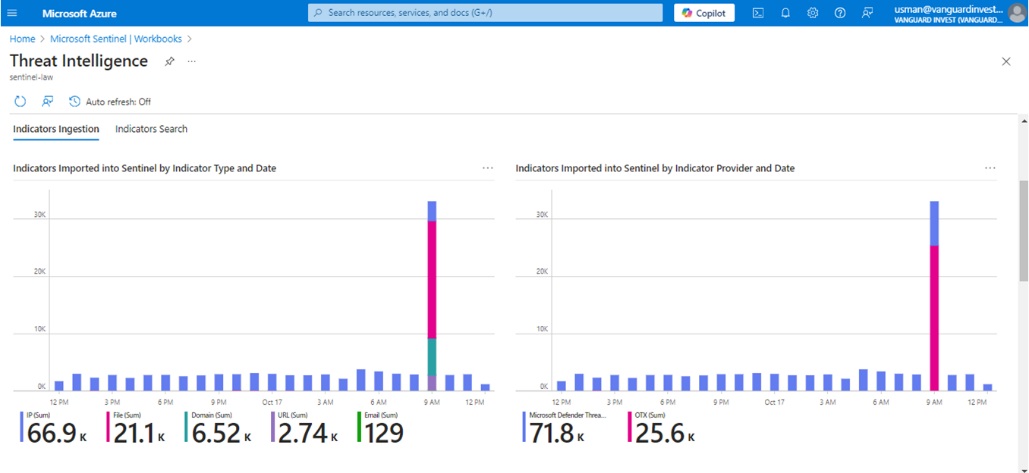 Microsoft Azure
Search resources, services, and docs (G+/)
Copilot
usman@vanguardinvest...
VANGUARD INVEST (VANGUARD...
Home > Microsoft Sentinel | Workbooks >
Threat Intelligence
sentinel-law
Auto refresh: Off
Indicators Ingestion Indicators Search
Indicators Imported into Sentinel by Indicator Type and Date
30K
20K
10K
0K
12 PM 3 PM 6 PM 9 PM Oct 17 3 AM 6 AM 9 AM 12 PM
IP (Sum) File (Sum) Domain (Sum) URL (Sum) Email (Sum)
66.9 K 21.1 K 6.52 K 2.74 K 129
Indicators Imported into Sentinel by Indicator Provider and Date
30K
20K
10K
0K
12 PM 3 PM 6 PM 9 PM Oct 17 3 AM 6 AM 9 AM 12 PM
Microsoft Defender Threa... OTX (Sum)
71.8 K 25.6 K